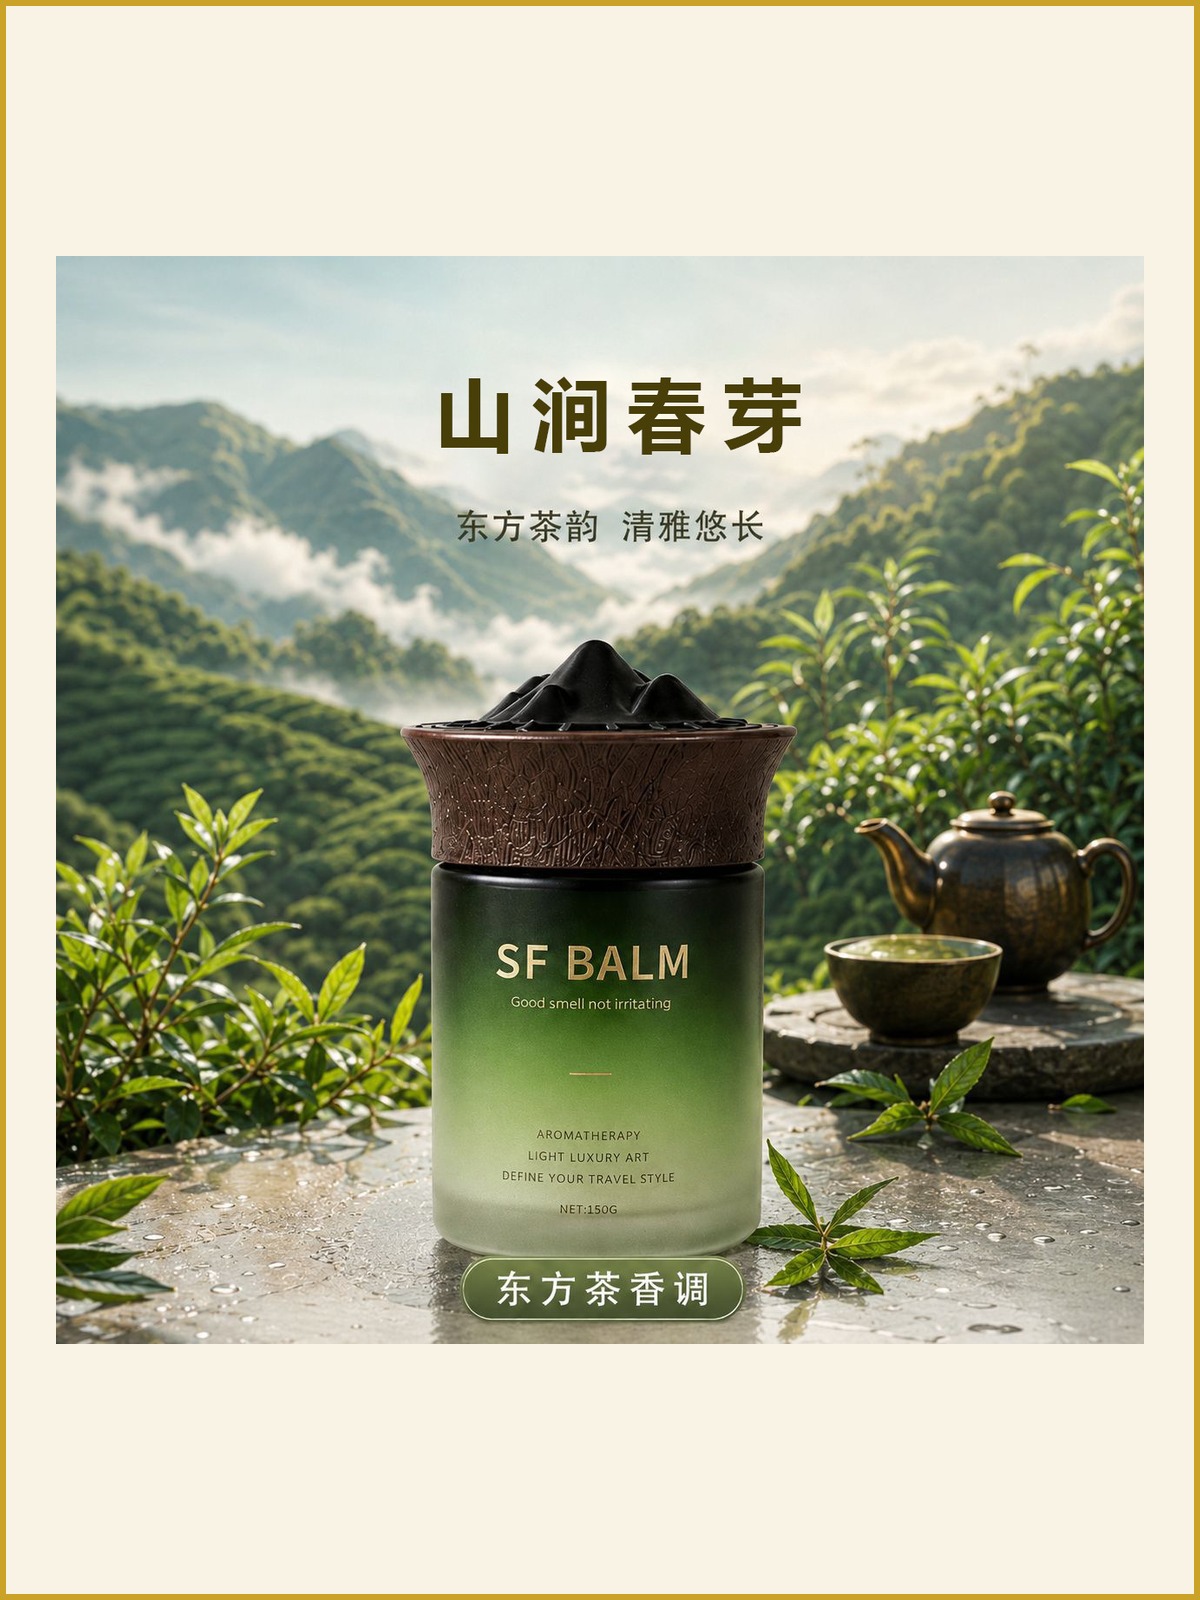 山涧春芽
东方茶韵 清雅悠长
SF BALM
Good smell not irritating
AROMATHERAPY
LIGHT LUXURY ART
DEFINE YOUR TRAVEL STYLE
NET:150G
东方茶香调